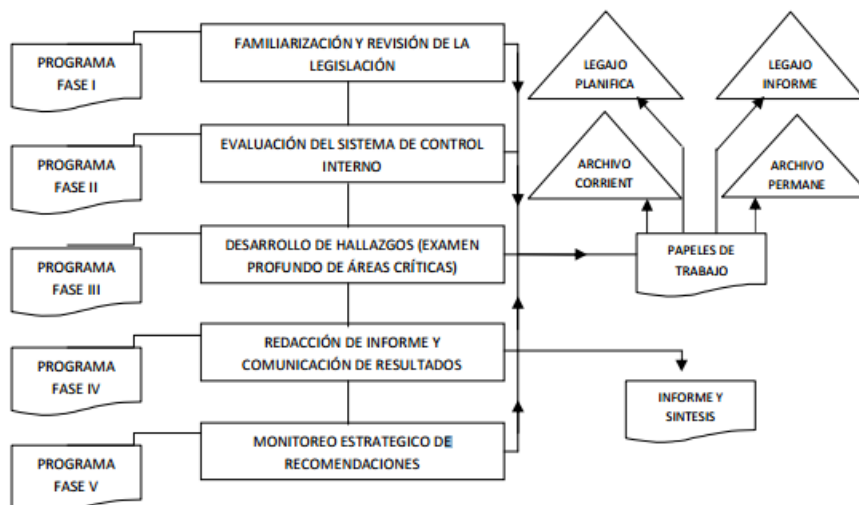 PROGRAMA
FASE I
FAMILIARIZACIÓN Y REVISIÓN DE LA
LEGISLACIÓN
LEGAJO
PLANIFICA
LEGAJO
INFORME
PROGRAMA
FASE II
EVALUACIÓN DEL SISTEMA DE CONTROL
INTERNO
ARCHIVO
CORRIENT
ARCHIVO
PERMANE
PROGRAMA
FASE III
DESARROLLO DE HALLAZGOS (EXAMEN
PROFUNDO DE ÁREAS CRÍTICAS)
PAPELES DE
TRABAJO
PROGRAMA
FASE IV
REDACCIÓN DE INFORME Y
COMUNICACIÓN DE RESULTADOS
INFORME Y
SINTESIS
PROGRAMA
FASE V
MONITOREO ESTRATEGICO DE
RECOMENDACIONES